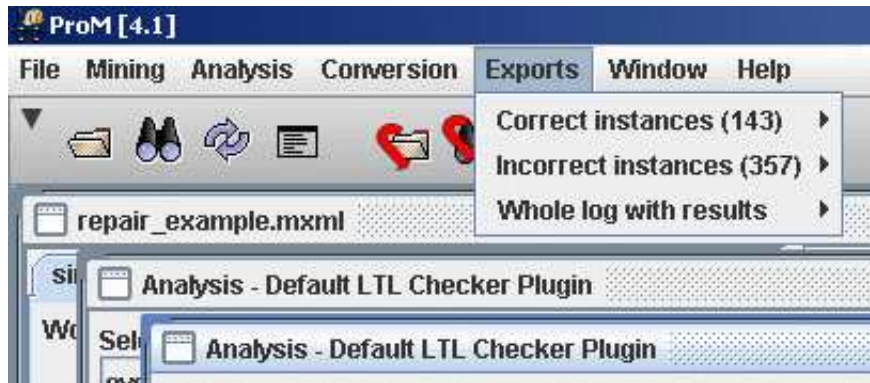 ProM [4.1]
File Mining Analysis Conversion Exports Window Help
Correct instances (143)
Incorrect instances (357)
Whole log with results
repair_example.mxml
Analysis - Default LTL Checker Plugin
Analysis - Default LTL Checker Plugin